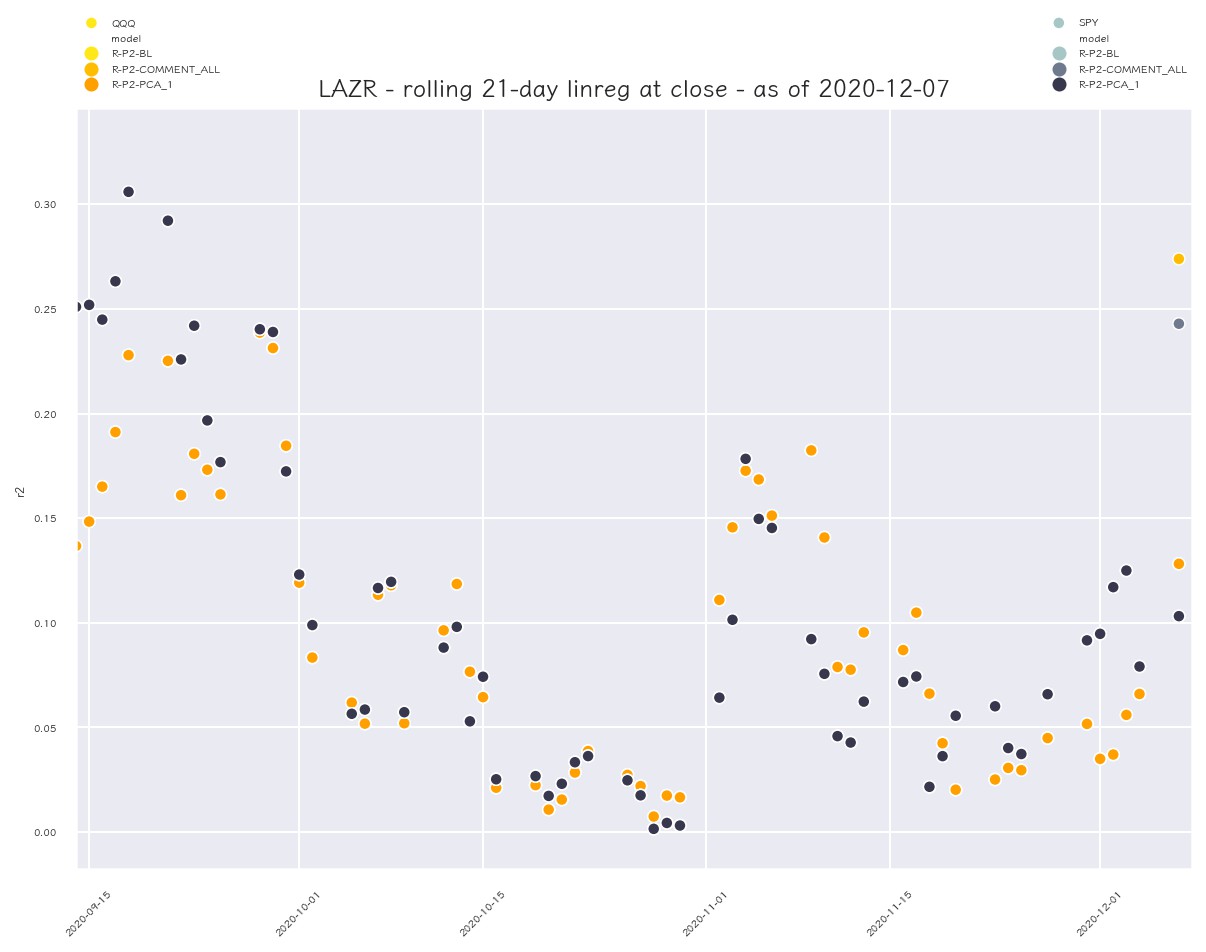 QQQ
model
R-P2-BL
R-P2-COMMENT_ALL
R-P2-PCA_1
SPY
model
R-P2-BL
R-P2-COMMENT_ALL
R-P2-PCA_1
LAZR - rolling 21-day linreg at close - as of 2020-12-07
r2
0.30
0.25
0.20
0.15
0.10
0.05
0.00
2020-09-15
2020-10-01
2020-10-15
2020-11-01
2020-11-15
2020-12-01